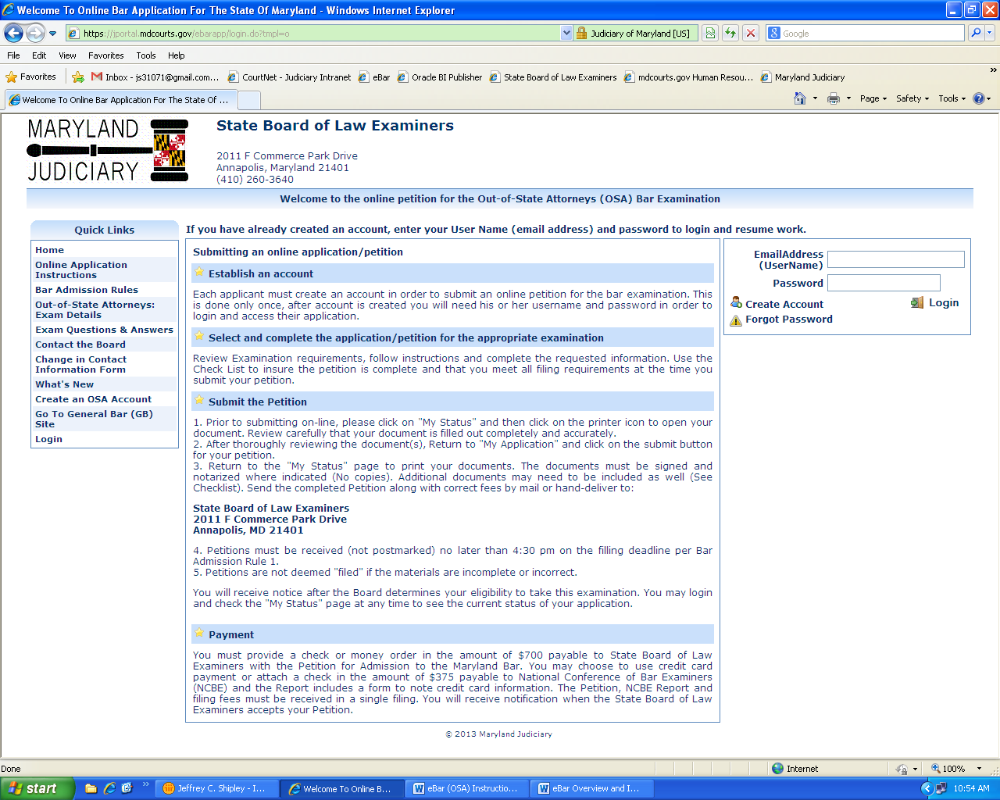 Welcome To Online Bar Application For The State Of Maryland - Windows Internet Explorer
https://jportal.mdcourts.gov/ebarapp/login.do?tmpl=o
Judiciary of Maryland [US]
Google
File Edit View Favorites Tools Help
Favorites
Inbox - js31071@gmail.com...
CourtNet - Judiciary Intranet
eBar
Oracle BI Publisher
State Board of Law Examiners
mdcourts.gov Human Resou...
Maryland Judiciary
Welcome To Online Bar Application For The State Of ...
Page Safety Tools
MARYLAND
JUDICIARY
State Board of Law Examiners
2011 F Commerce Park Drive
Annapolis, Maryland 21401
(410) 260-3640
Welcome to the online petition for the Out-of-State Attorneys (OSA) Bar Examination
Quick Links
Home
Online Application
Instructions
Bar Admission Rules
Out-of-State Attorneys:
Exam Details
Exam Questions & Answers
Contact the Board
Change in Contact
Information Form
What's New
Create an OSA Account
Go To General Bar (GB)
Site
Login
If you have already created an account, enter your User Name (email address) and password to login and resume work.
Submitting an online application/petition
Establish an account
Each applicant must create an account in order to submit an online petition for the bar examination. This
is done only once, after account is created you will need his or her username and password in order to
login and access their application.
Select and complete the application/petition for the appropriate examination
Review Examination requirements, follow instructions and complete the requested information. Use the
Check List to insure the petition is complete and that you meet all filing requirements at the time you
submit your petition.
Submit the Petition
1. Prior to submitting on-line, please click on "My Status" and then click on the printer icon to open your
document. Review carefully that your document is filled out completely and accurately.
2. After thoroughly reviewing the document(s), Return to "My Application" and click on the submit button
for your petition.
3. Return to the "My Status" page to print your documents. The documents must be signed and
notarized where indicated (No copies). Additional documents may need to be included as well (See
Checklist). Send the completed Petition along with correct fees by mail or hand-deliver to:
State Board of Law Examiners
2011 F Commerce Park Drive
Annapolis, MD 21401
4. Petitions must be received (not postmarked) no later than 4:30 pm on the filling deadline per Bar
Admission Rule 1.
5. Petitions are not deemed "filed" if the materials are incomplete or incorrect.
You will receive notice after the Board determines your eligibility to take this examination. You may login
and check the "My Status" page at any time to see the current status of your application.
Payment
You must provide a check or money order in the amount of $700 payable to State Board of Law
Examiners with the Petition for Admission to the Maryland Bar. You may choose to use credit card
payment or attach a check in the amount of $375 payable to National Conference of Bar Examiners
(NCBE) and the Report includes a form to note credit card information. The Petition, NCBE Report and
filing fees must be received in a single filing. You will receive notification when the State Board of Law
Examiners accepts your Petition.
EmailAddress
(UserName)
Password
Create Account
Login
Forgot Password
© 2013 Maryland Judiciary
Done
Internet
100%
start
Jeffrey C. Shipley - I...
Welcome To Online B...
eBar (OSA) Instructio...
eBar Overview and I...
10:54 AM